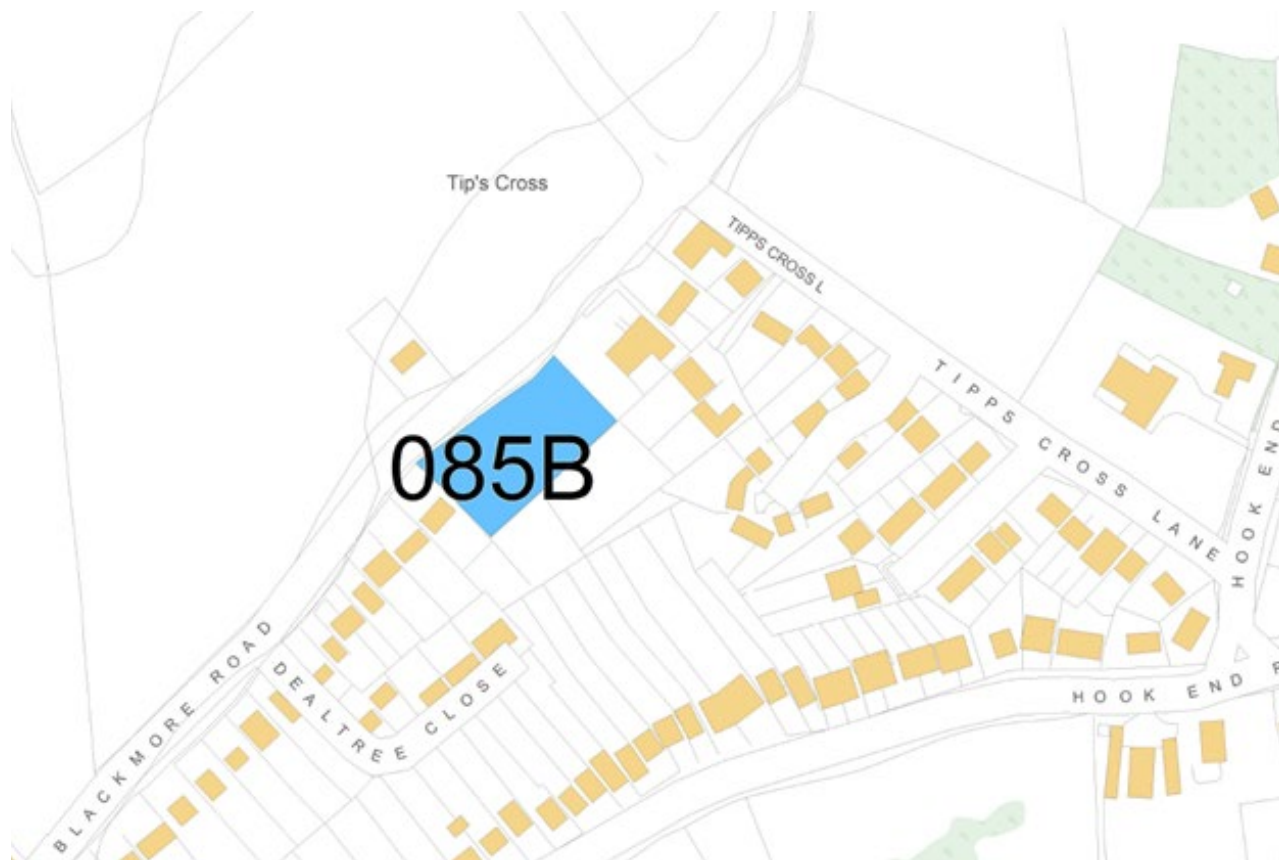 Tip's Cross
TIPPS CROSS L
TIPPS CROSS LANE
085B
HOOK END
BLACKMORE ROAD
DEALTREE CLOSE
HOOK END